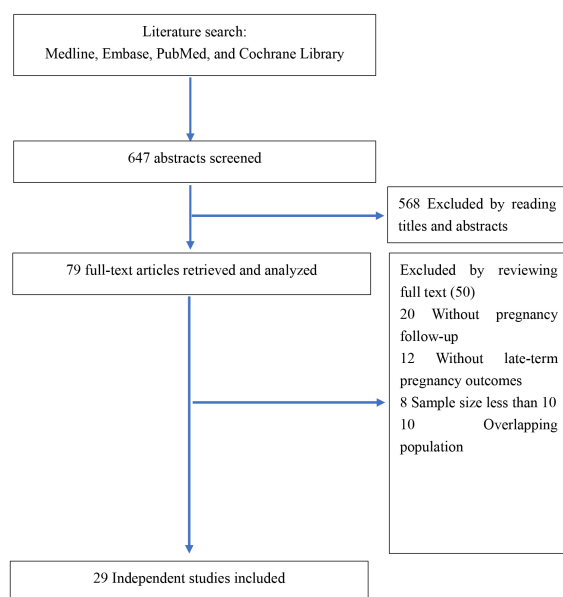 Literature search:
Medline, Embase, PubMed, and Cochrane Library
647 abstracts screened
568 Excluded by reading
titles and abstracts
79 full-text articles retrieved and analyzed
Excluded by reviewing
full text (50)
20 Without pregnancy
follow-up
12 Without late-term
pregnancy outcomes
8 Sample size less than 10
10 Overlapping
population
29 Independent studies included